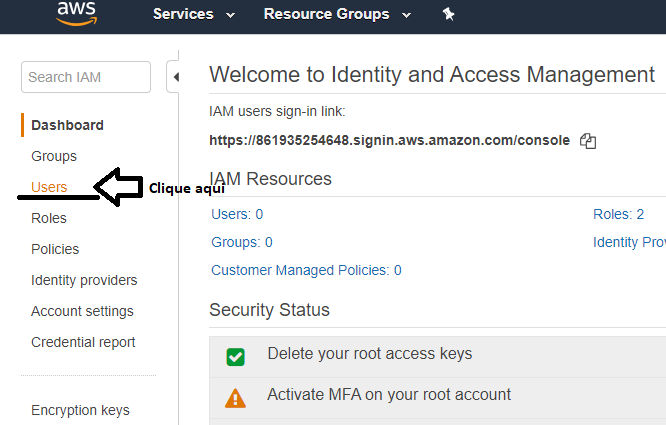 aws
Services
Resource Groups
Search IAM
Dashboard
Groups
Users
Clique aqui
Roles
Policies
Identity providers
Account settings
Credential report
Encryption keys
Welcome to Identity and Access Management
IAM users sign-in link:
https://861935254648.signin.aws.amazon.com/console
IAM Resources
Users: 0
Roles: 2
Groups: 0
Identity Pro
Customer Managed Policies: 0
Security Status
Delete your root access keys
Activate MFA on your root account